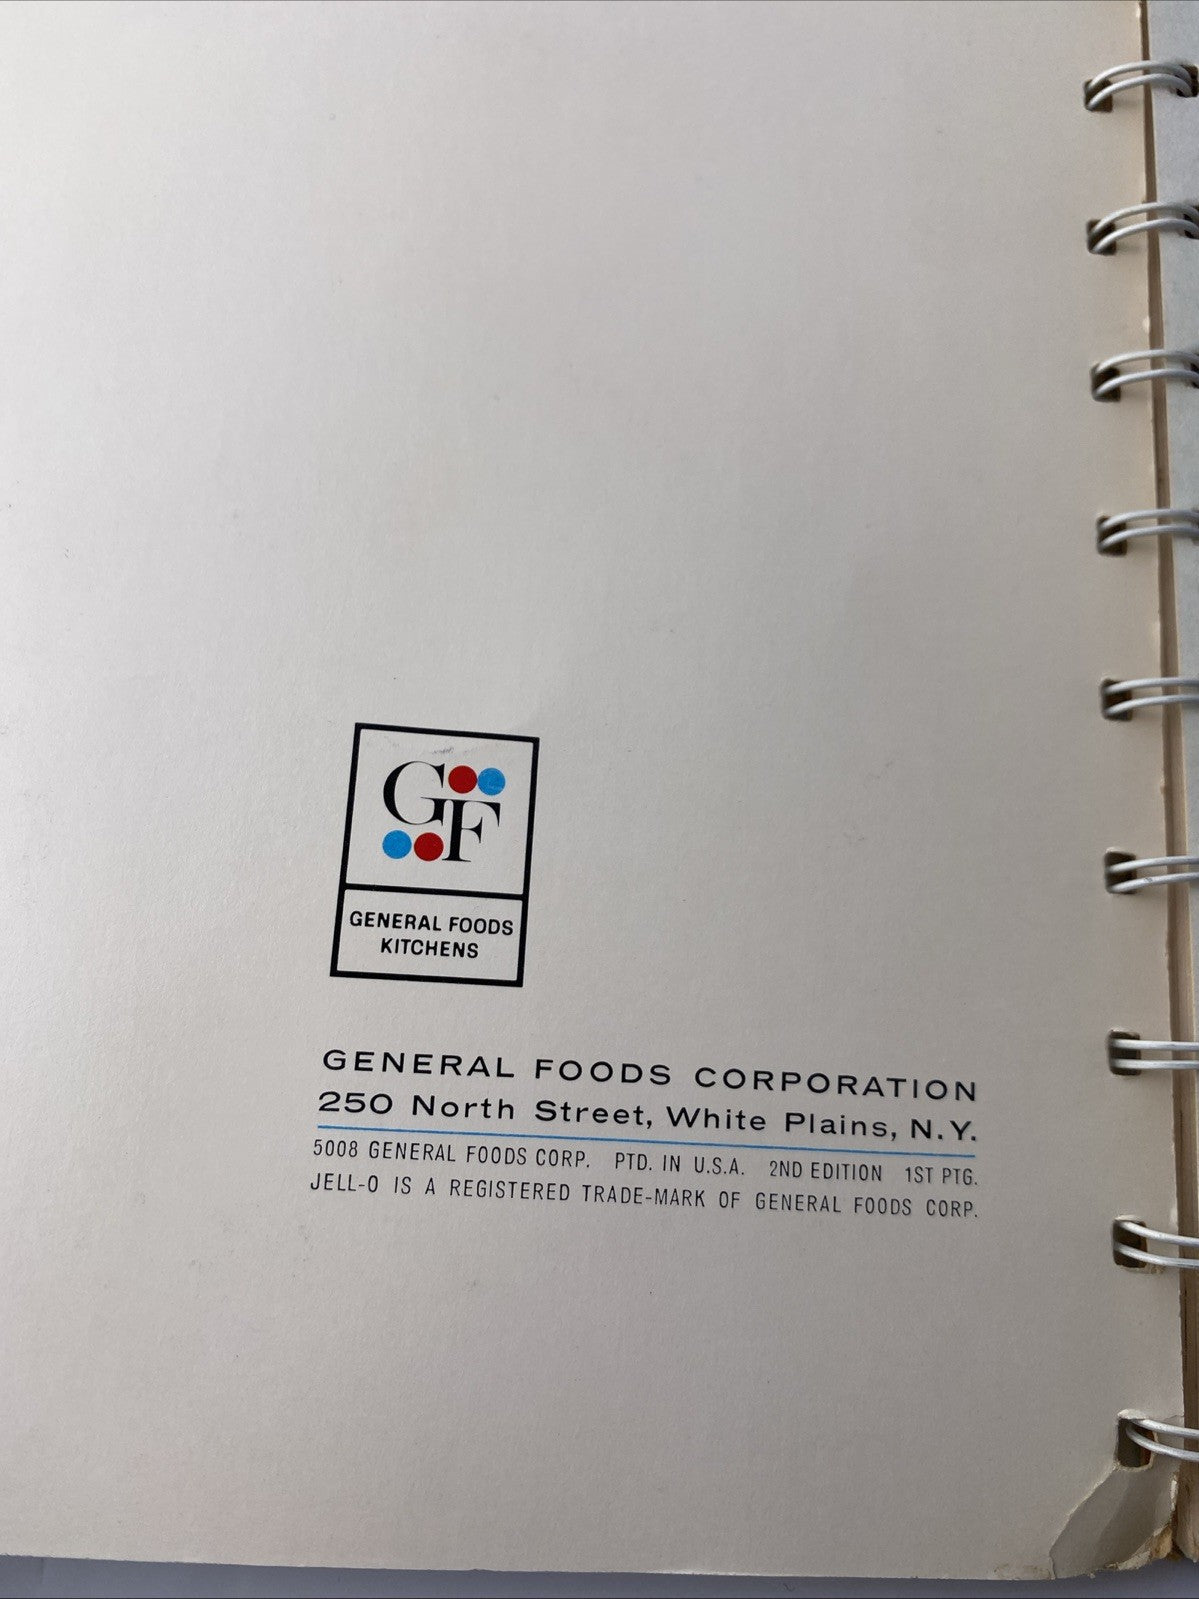 GF
GENERAL FOODS
KITCHENS
GENERAL FOODS CORPORATION
250 North Street, White Plains, N.Y.
5008 GENERAL FOODS CORP. PTD. IN U.S.A. 2ND EDITION 1ST PTG.
JELL-O IS A REGISTERED TRADE-MARK OF GENERAL FOODS CORP.